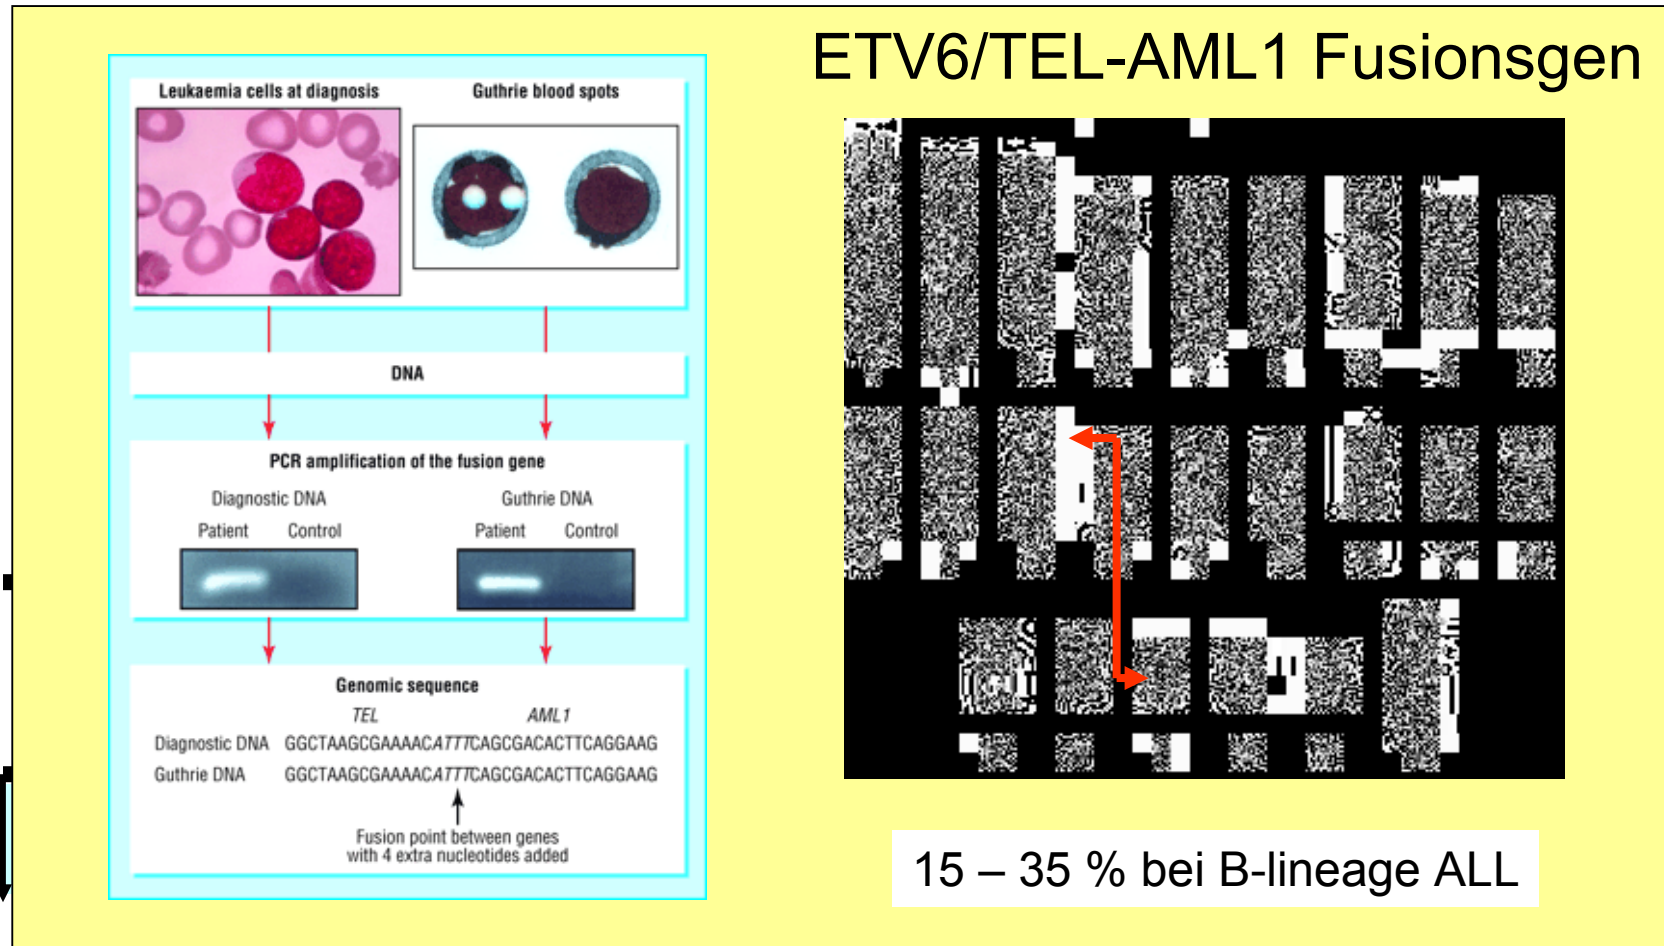 ETV6/TEL-AML1 Fusionsgen
Leukaemia cells at diagnosis
Guthrie blood spots
DNA
PCR amplification of the fusion gene
Diagnostic DNA
Guthrie DNA
Patient Control
Patient Control
Genomic sequence
TEL AML1
Diagnostic DNA GGCTAAGCGAAAACATTTCAGCGACACTTCAGGAAG
Guthrie DNA GGCTAAGCGAAAACATTTCAGCGACACTTCAGGAAG
Fusion point between genes
with 4 extra nucleotides added
15 – 35 % bei B-lineage ALL